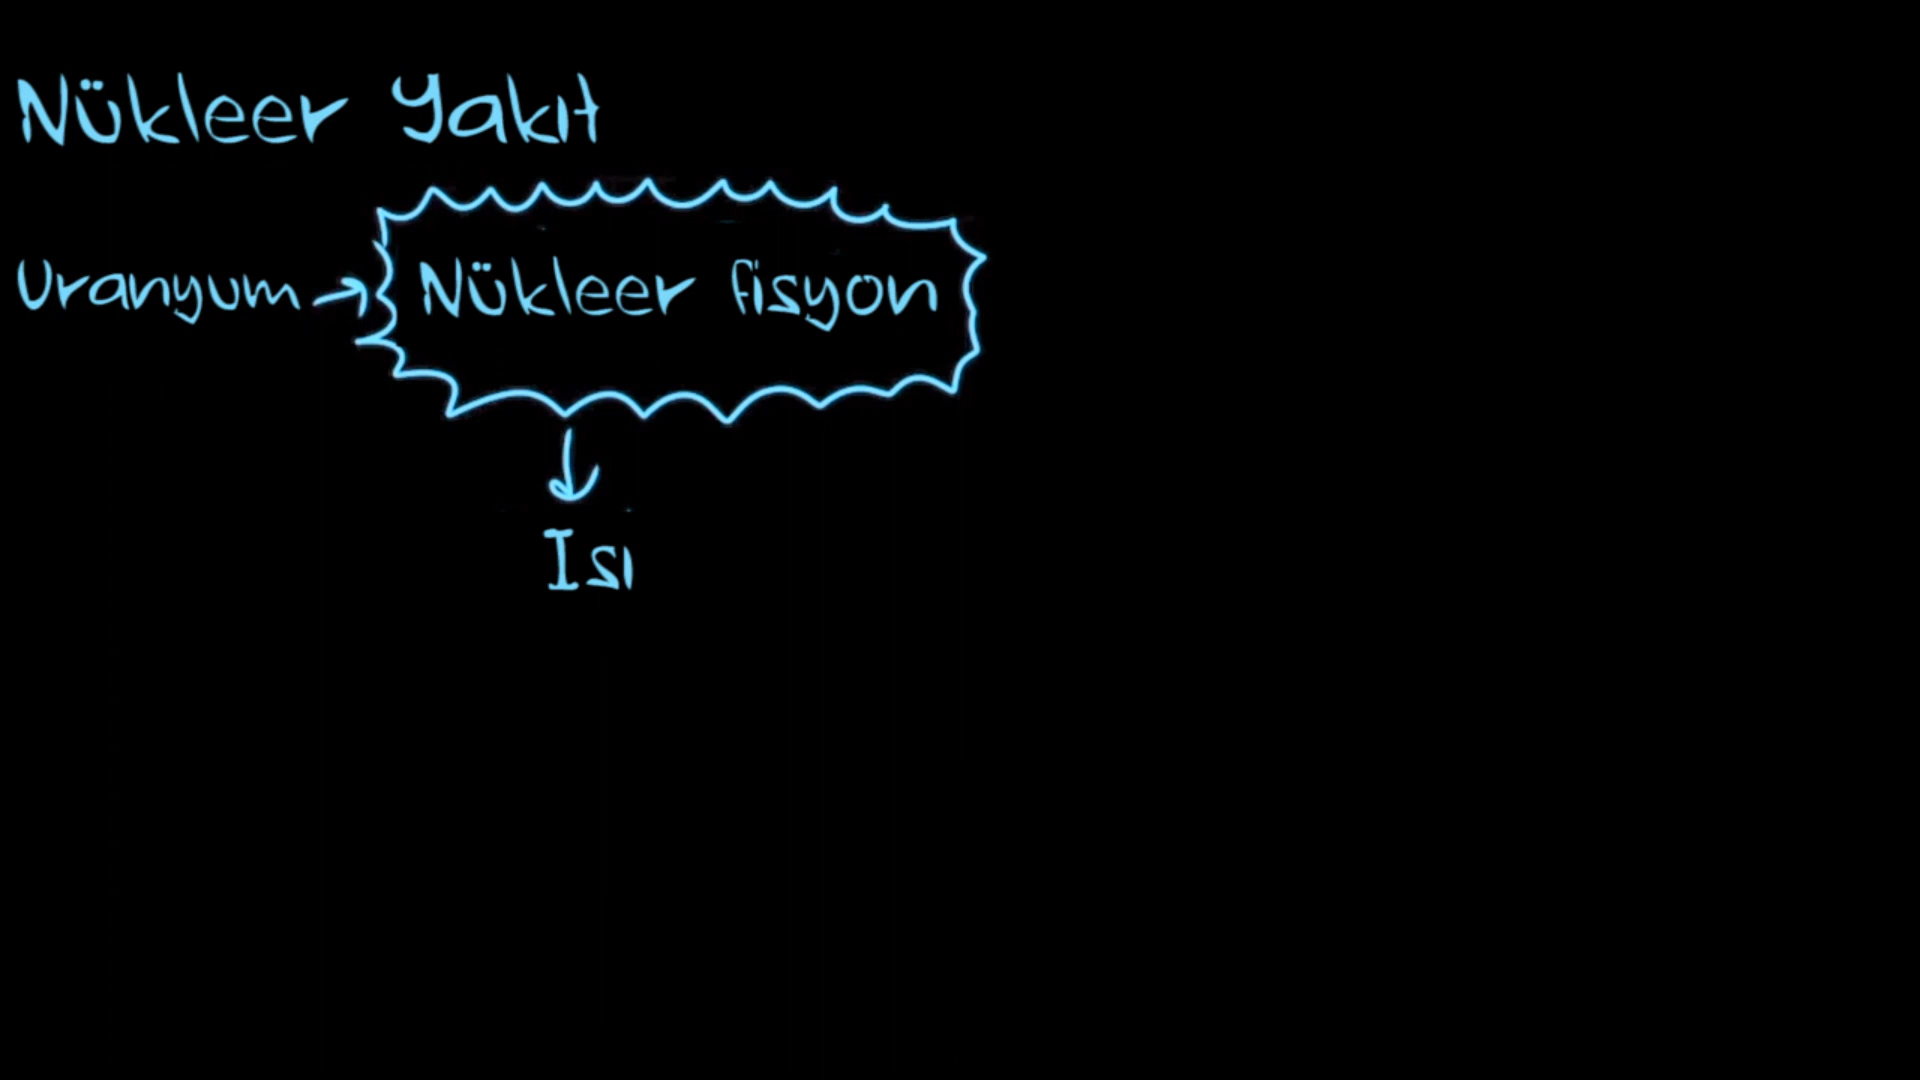 Nükleer Yakıt
Uranyum → Nükleer fisyon
↓
Isı